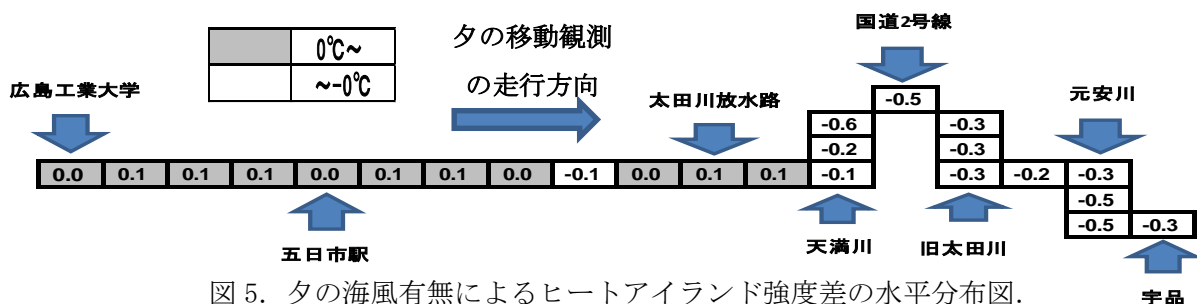 国道2号線
0℃~
夕の移動観測
~-0℃
の走行方向
広島工業大学
太田川放水路
元安川
-0.5
-0.6 -0.3
-0.2 -0.3
0.0 0.1 0.1 0.1 0.0 0.1 0.1 0.0 -0.1 0.0 0.1 0.1 -0.1 -0.3 -0.2 -0.3
-0.5
-0.5 -0.3
五日市駅
天満川
旧太田川
宇品
図5. 夕の海風有無によるヒートアイランド強度差の水平分布図.